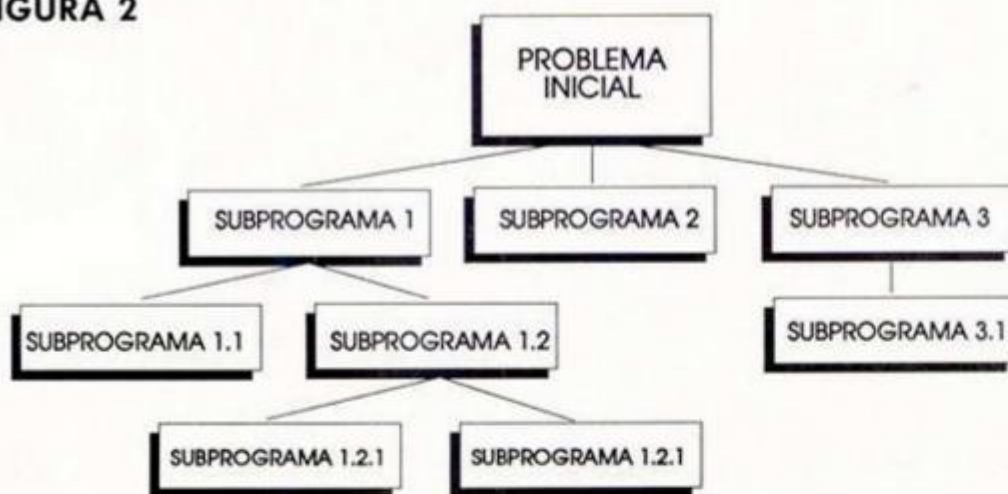 IGURA 2
PROBLEMA
INICIAL
SUBPROGRAMA 1
SUBPROGRAMA 2
SUBPROGRAMA 3
SUBPROGRAMA 1.1
SUBPROGRAMA 1.2
SUBPROGRAMA 3.1
SUBPROGRAMA 1.2.1
SUBPROGRAMA 1.2.1